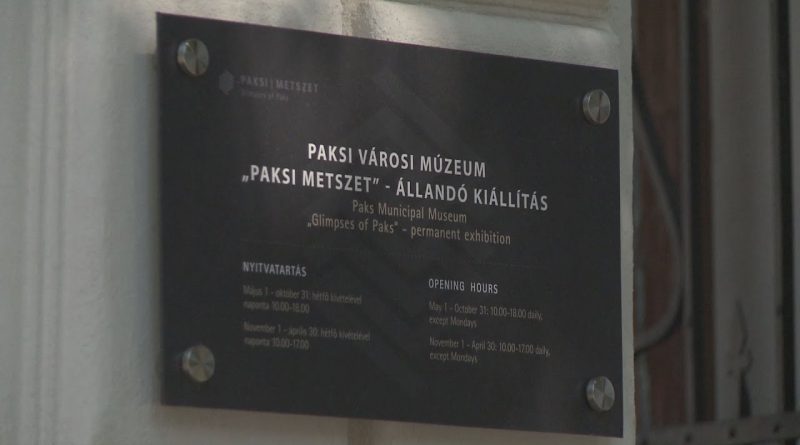 PAKSI | METSZET
Glimpses of Paks
PAKSI VÁROSI MÚZEUM
„PAKSI METSZET” - ÁLLANDÓ KIÁLLÍTÁS
Paks Municipal Museum
„Glimpses of Paks" - permanent exhibition
NYITVATARTÁS
Május 1 - október 31: hétfő kivételével
naponta 10.00-18.00
November 1 - április 30: hétfő kivételével
naponta 10.00-17.00
OPENING HOURS
May 1 - October 31: 10.00-18.00 daily,
except Mondays
November 1 - April 30: 10.00-17.00 daily,
except Mondays